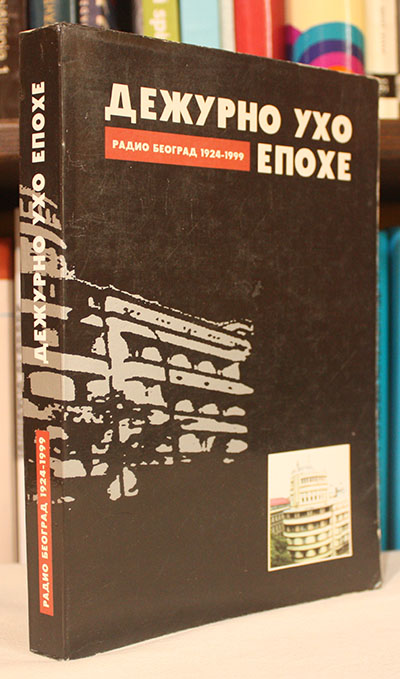 ДЕЖУРНО УХО
ЕПОХЕ
РАДИО БЕОГРАД 1924-1999
ДЕЖУРНО УХО ЕПОХЕ
РАДИО БЕОГРАД 1924-1999